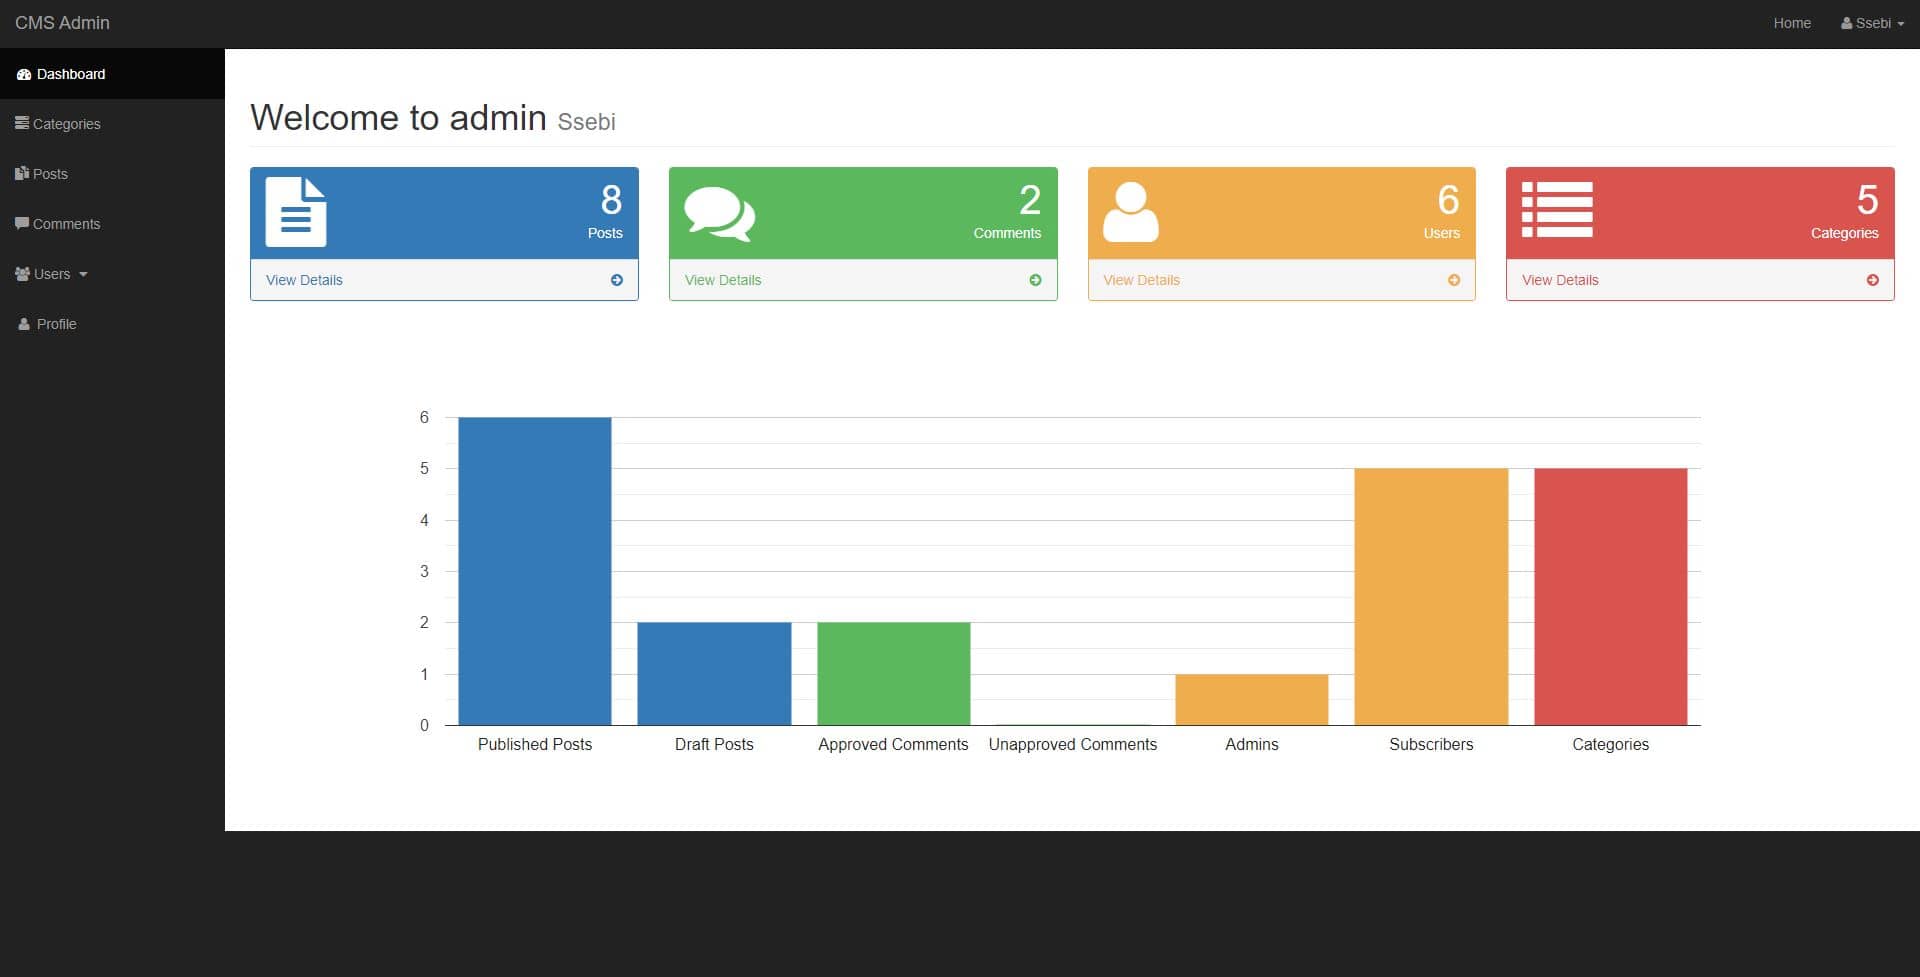 CMS Admin
Home
Ssebi
Dashboard
Categories
Posts
Comments
Users
Profile
Welcome to admin Ssebi
8
Posts
View Details
2
Comments
View Details
6
Users
View Details
5
Categories
View Details
6
5
4
3
2
1
0
Published Posts
Draft Posts
Approved Comments
Unapproved Comments
Admins
Subscribers
Categories